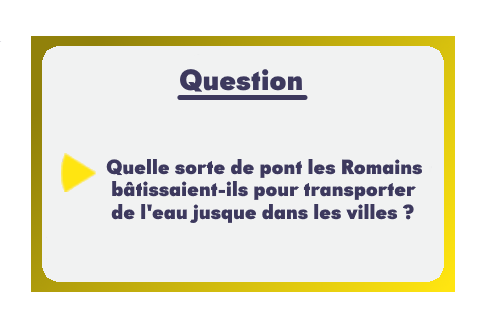 Question
Quelle sorte de pont les Romains
bâtissaient-ils pour transporter
de l'eau jusque dans les villes ?